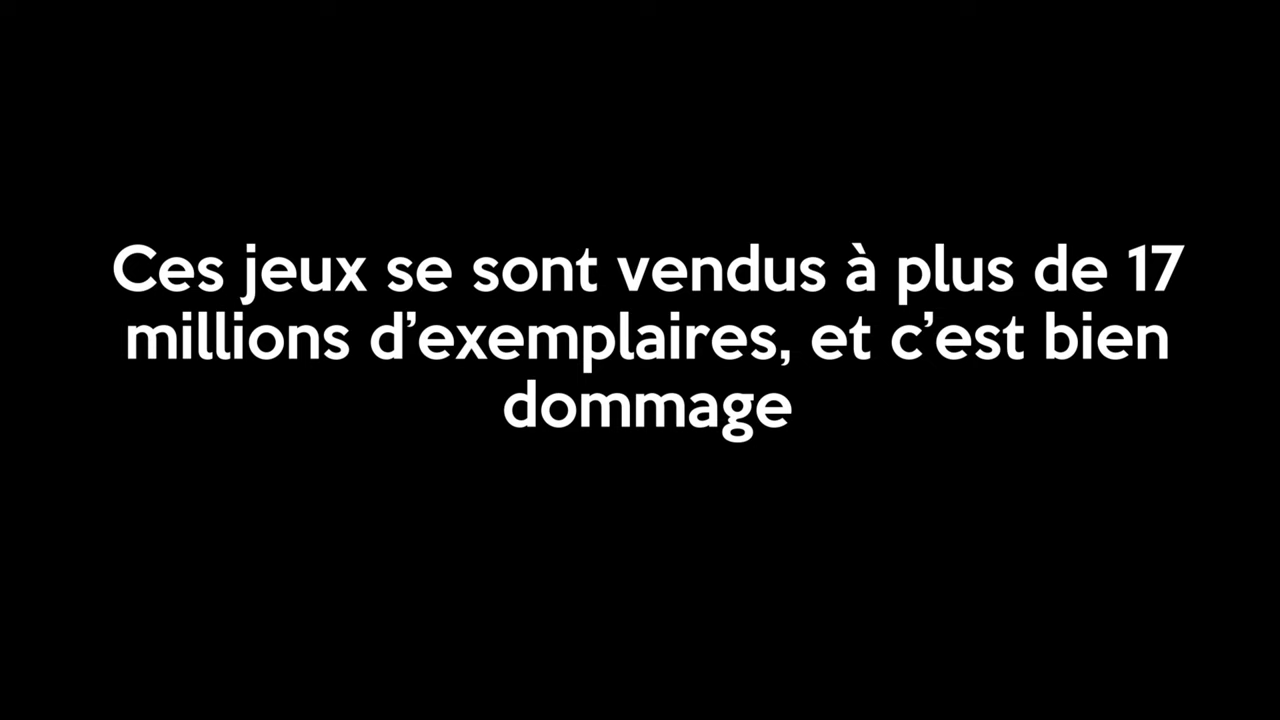 Ces jeux se sont vendus à plus de 17
millions d’exemplaires, et c’est bien
dommage